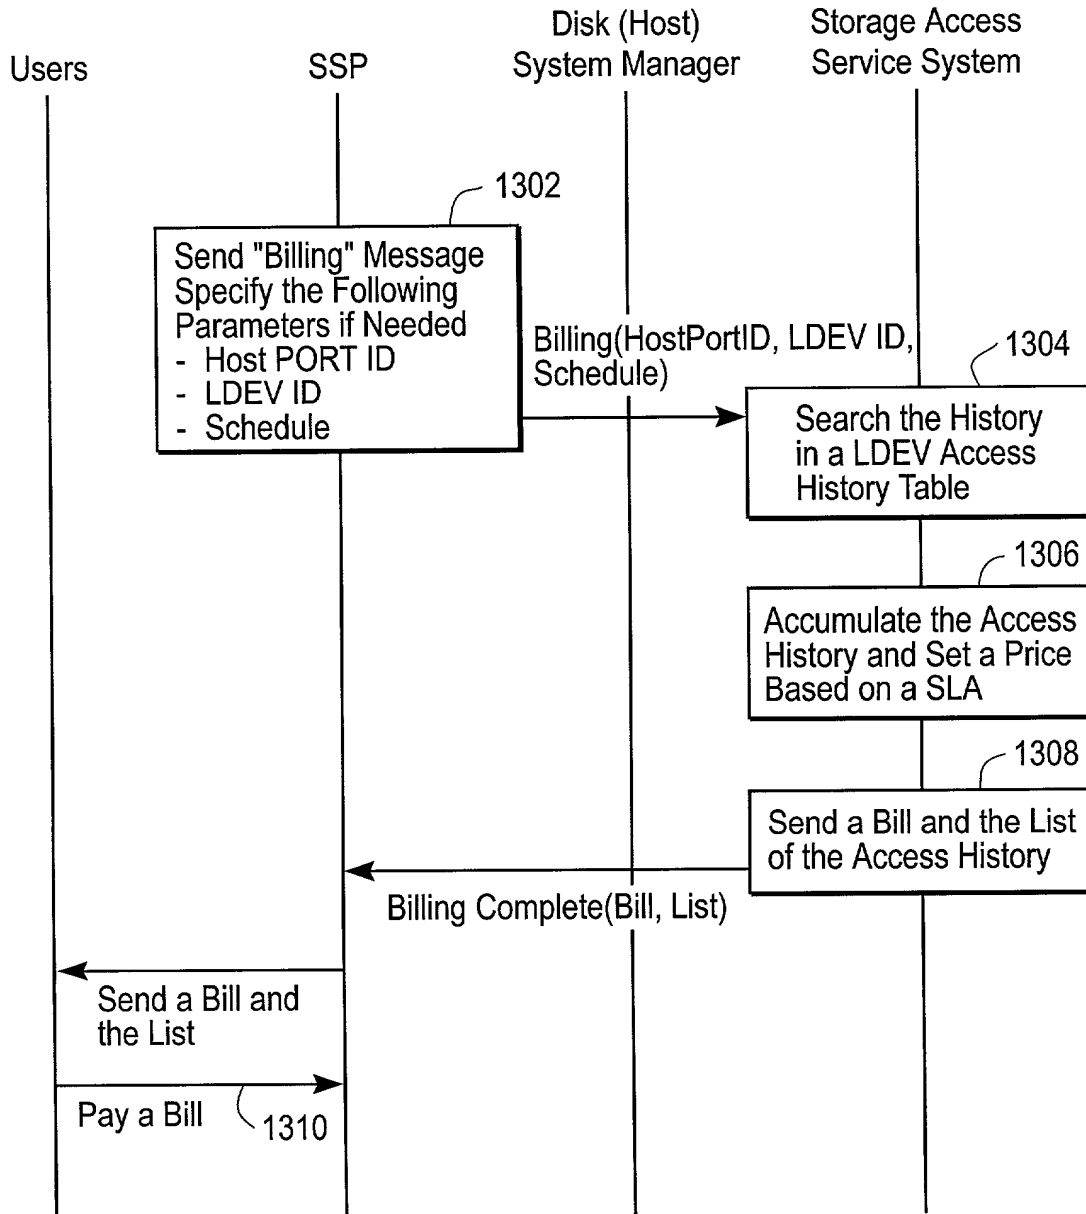 Users
SSP
Disk (Host)
System Manager
Storage Access
Service System
1302
Send "Billing" Message
Specify the Following
Parameters if Needed
- Host PORT ID
- LDEV ID
- Schedule
Billing(HostPortID, LDEV ID,
Schedule)
1304
Search the History
in a LDEV Access
History Table
1306
Accumulate the Access
History and Set a Price
Based on a SLA
1308
Send a Bill and the List
of the Access History
Billing Complete(Bill, List)
Send a Bill and
the List
Pay a Bill
1310